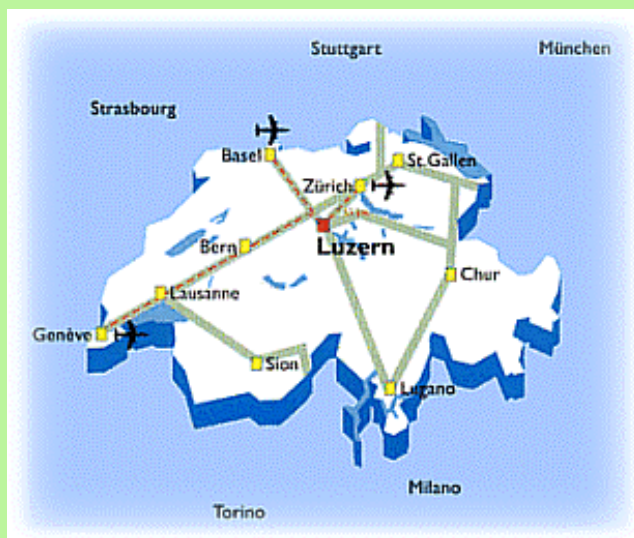 Stuttgart
München
Strasbourg
Basel
St.Gallen
Zürich
Luzern
Bern
Chur
Lausanne
Genève
Sion
Lugano
Milano
Torino